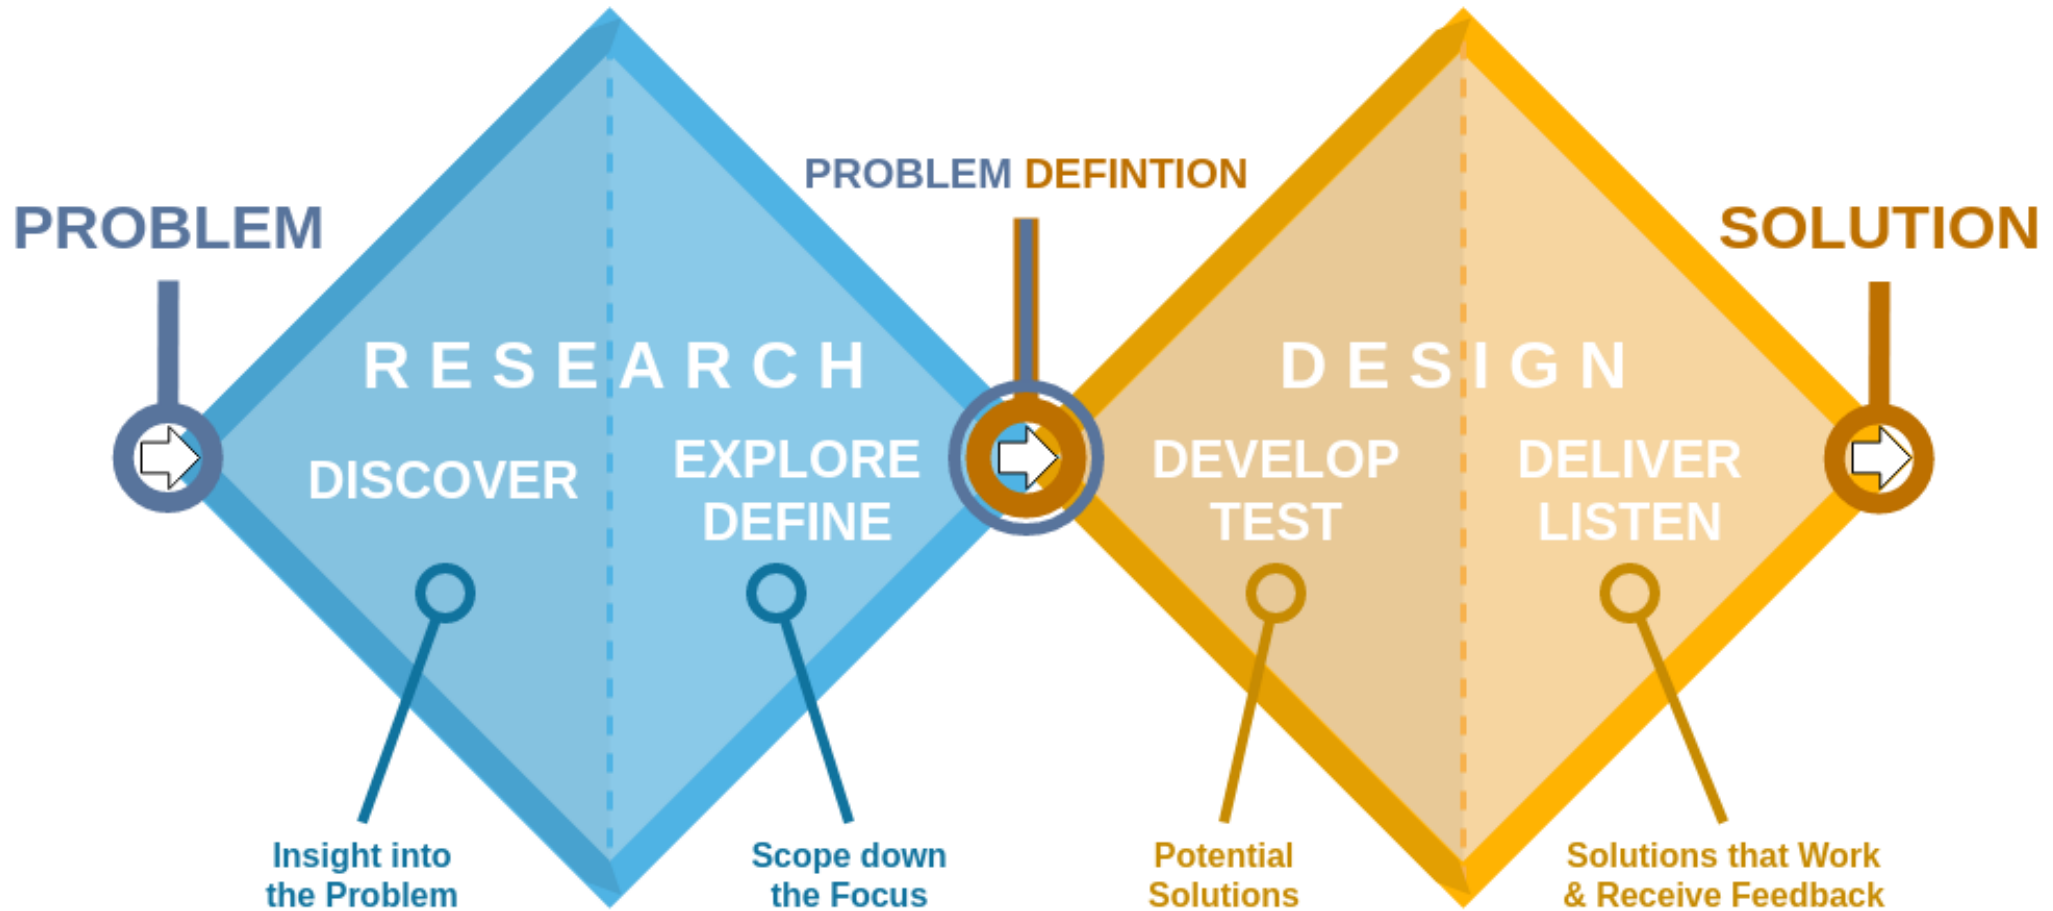 PROBLEM
PROBLEM DEFINTION
SOLUTION
RESEARCH
DISCOVER
EXPLORE
DEFINE
DESIGN
DEVELOP
TEST
DELIVER
LISTEN
Insight into
the Problem
Scope down
the Focus
Potential
Solutions
Solutions that Work
& Receive Feedback